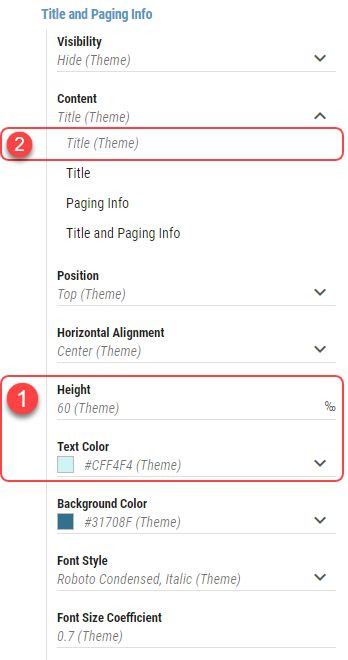 Title and Paging Info
Visibility
Hide (Theme)
Content
Title (Theme)
2
Title (Theme)
Title
Paging Info
Title and Paging Info
Position
Top (Theme)
Horizontal Alignment
Center (Theme)
1
Height
60 (Theme) ‱
Text Color
#CFF4F4 (Theme)
Background Color
#31708F (Theme)
Font Style
Roboto Condensed, Italic (Theme)
Font Size Coefficient
0.7 (Theme)